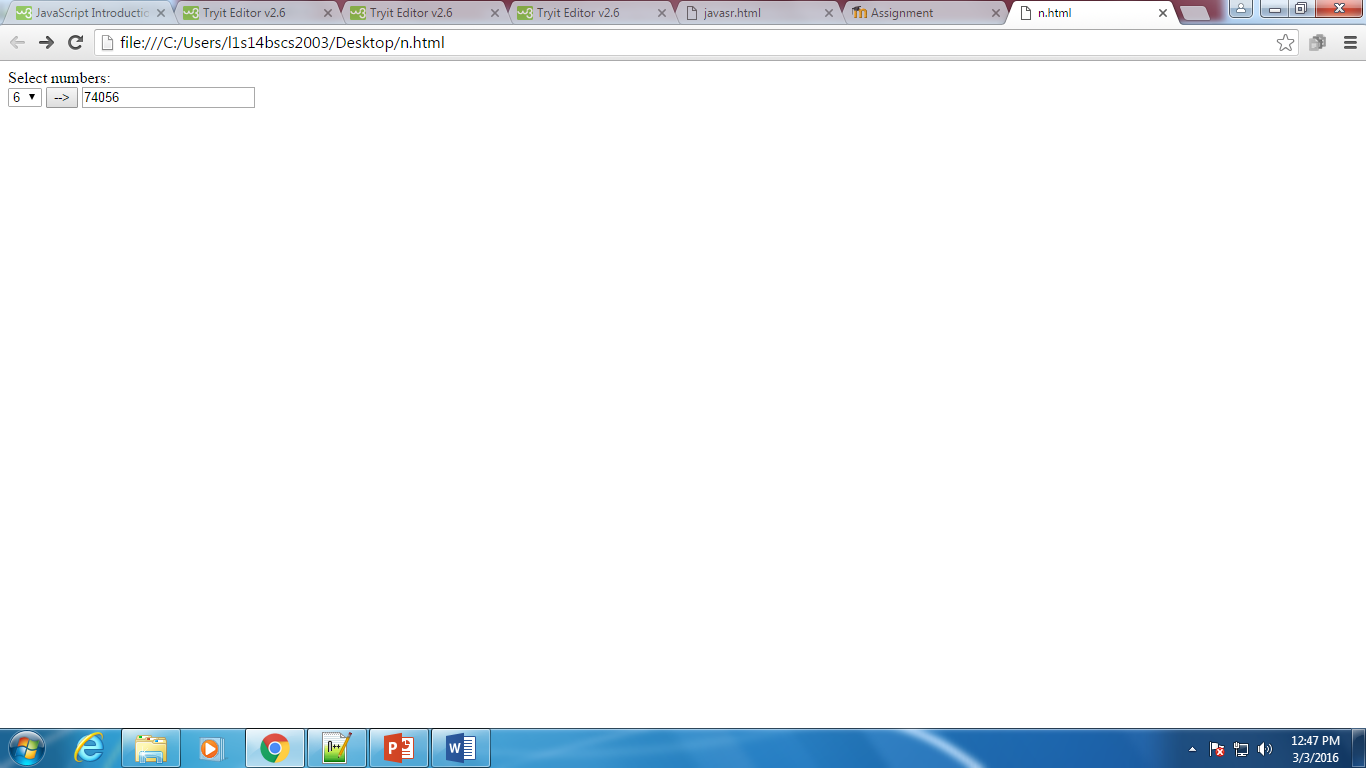 JavaScript Introductic
Tryit Editor v2.6
Tryit Editor v2.6
Tryit Editor v2.6
javasr.html
Assignment
n.html
file:///C:/Users/l1s14bscs2003/Desktop/n.html
Select numbers:
6 --> 74056
12:47 PM
3/3/2016